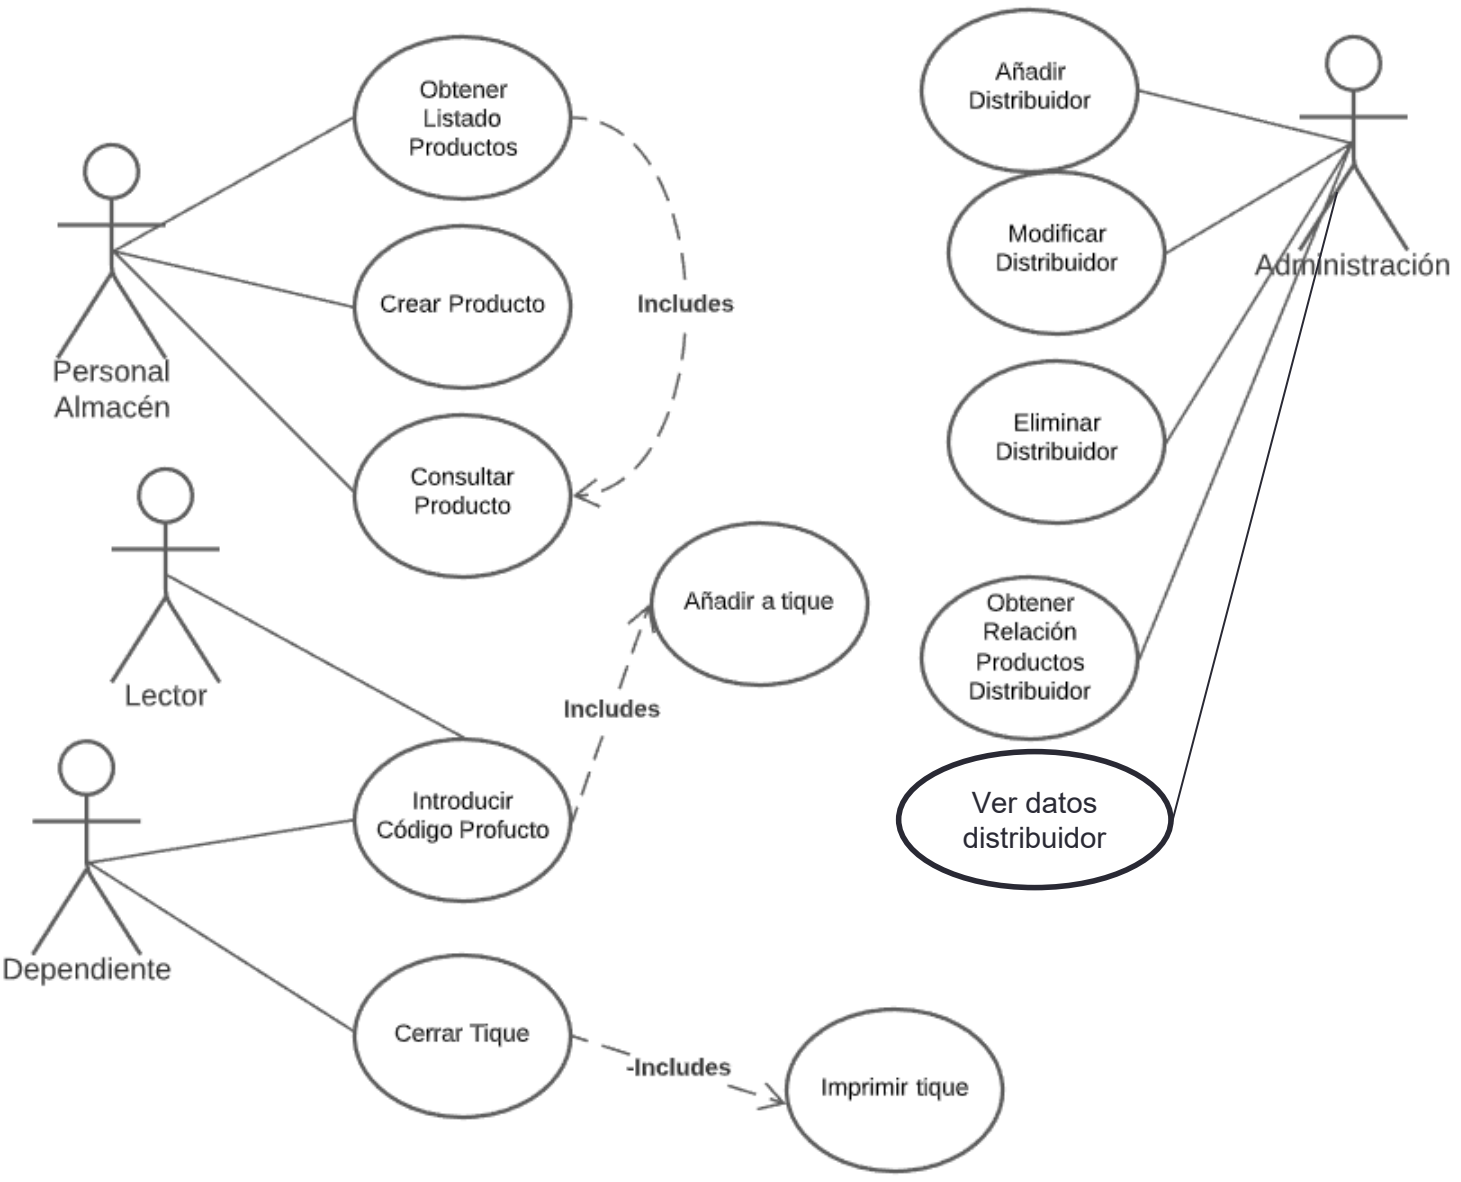 Obtener
Listado
Productos
Crear Producto
Includes
Personal
Almacén
Consultar
Producto
Lector
Añadir a tique
Includes
Introducir
Código Profucto
Dependiente
Cerrar Tique
-Includes
Imprimir tique
Añadir
Distribuidor
Modificar
Distribuidor
Administración
Eliminar
Distribuidor
Obtener
Relación
Productos
Distribuidor
Ver datos
distribuidor